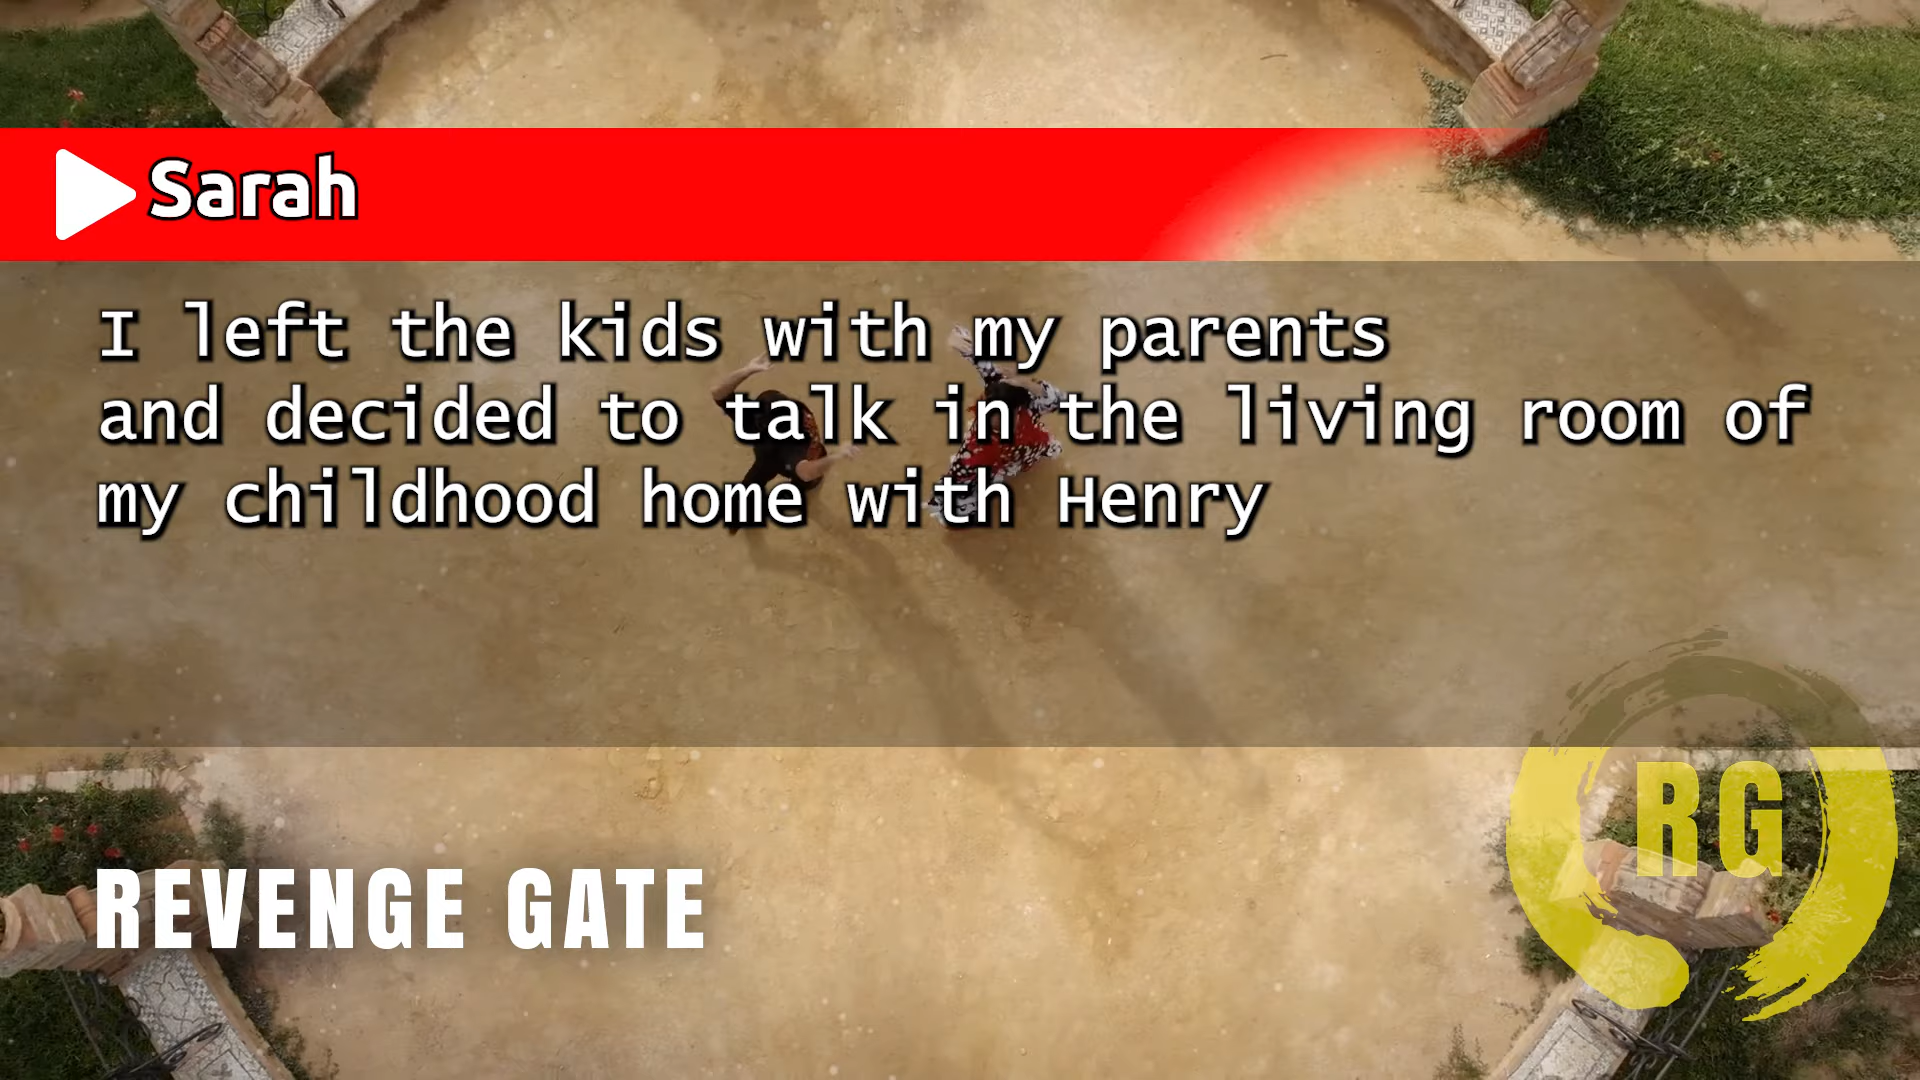 Sarah
I left the kids with my parents
and decided to talk in the living room of
my childhood home with Henry
RG
REVENGE GATE